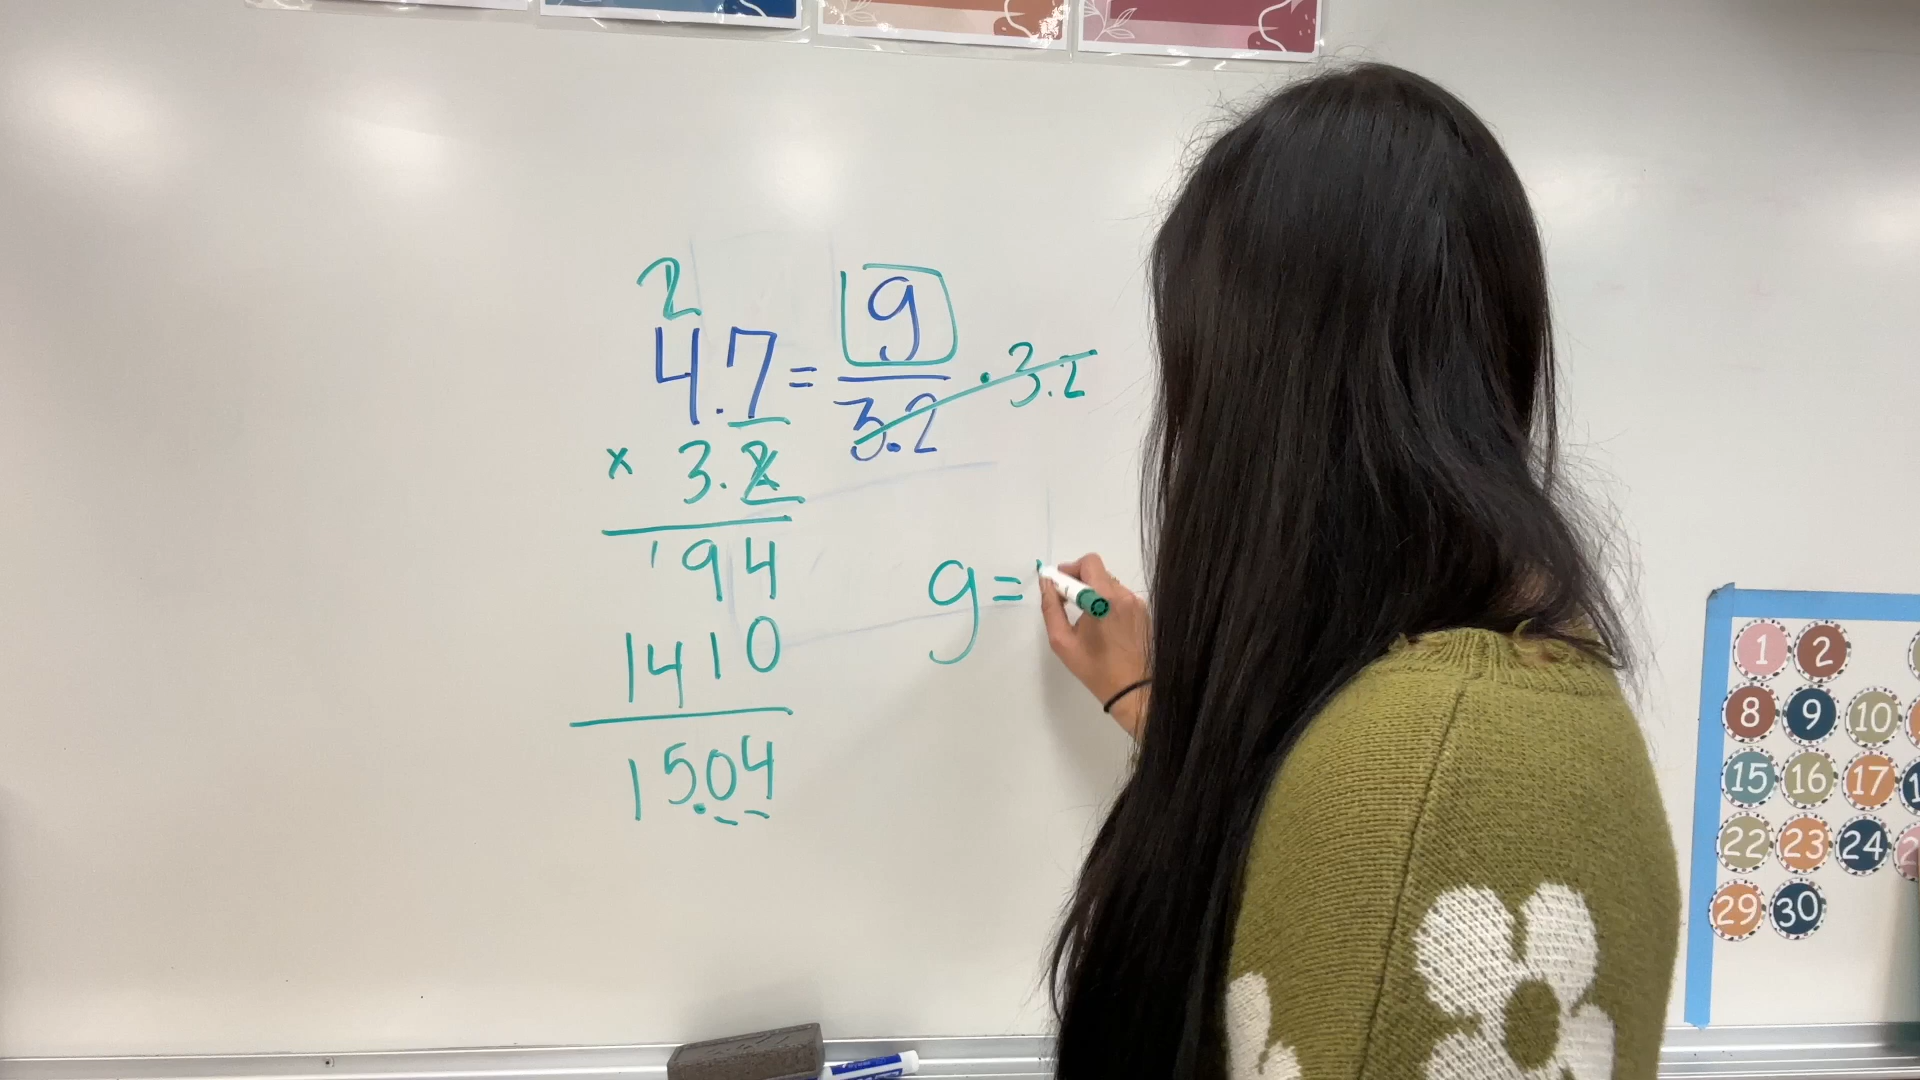 2
4.7 = g/3.2 · 3.2
x 3.2
194
1410
15.04
g =
1 2
8 9 10
15 16 17
22 23 24
29 30